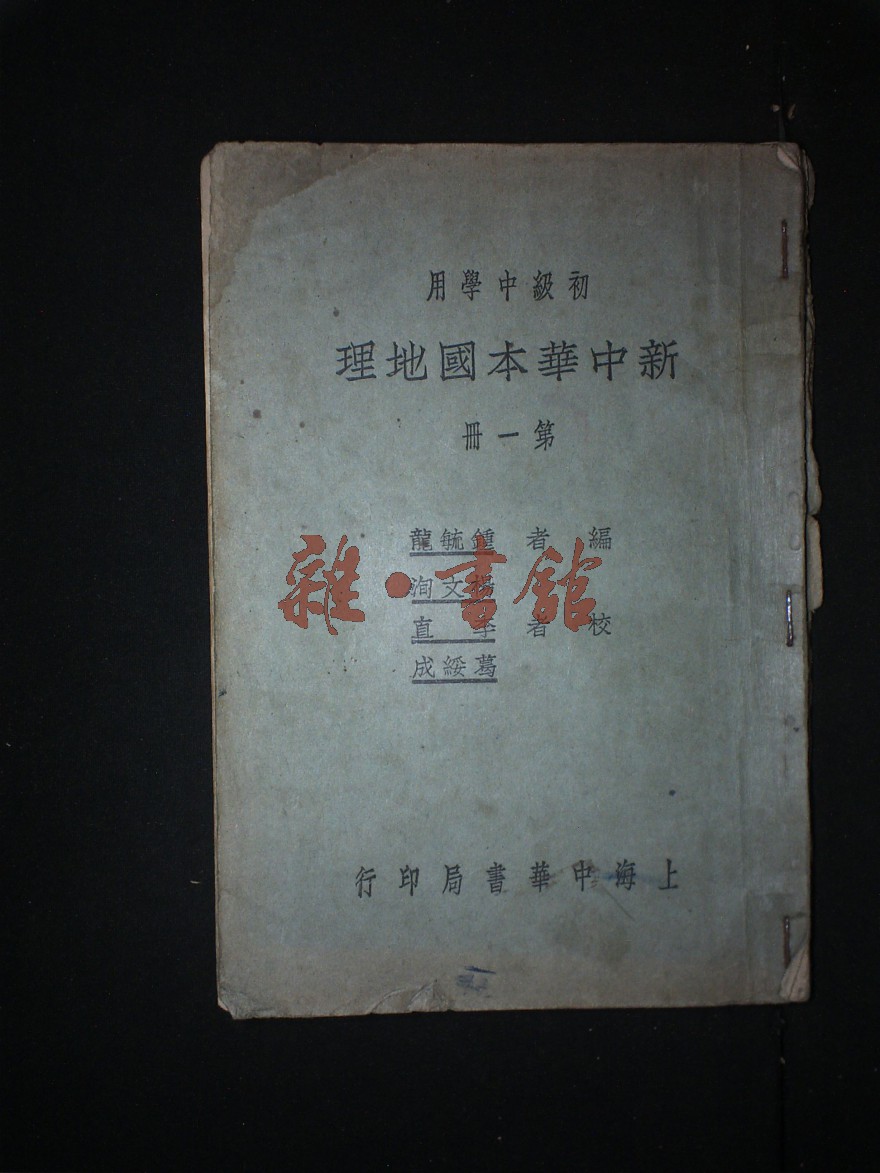 初級中學用
新中華本國地理
第一冊
編者 鍾毓龍
楊文洵
校者 李直
葛綏成
上海中華書局印行
雜·書館